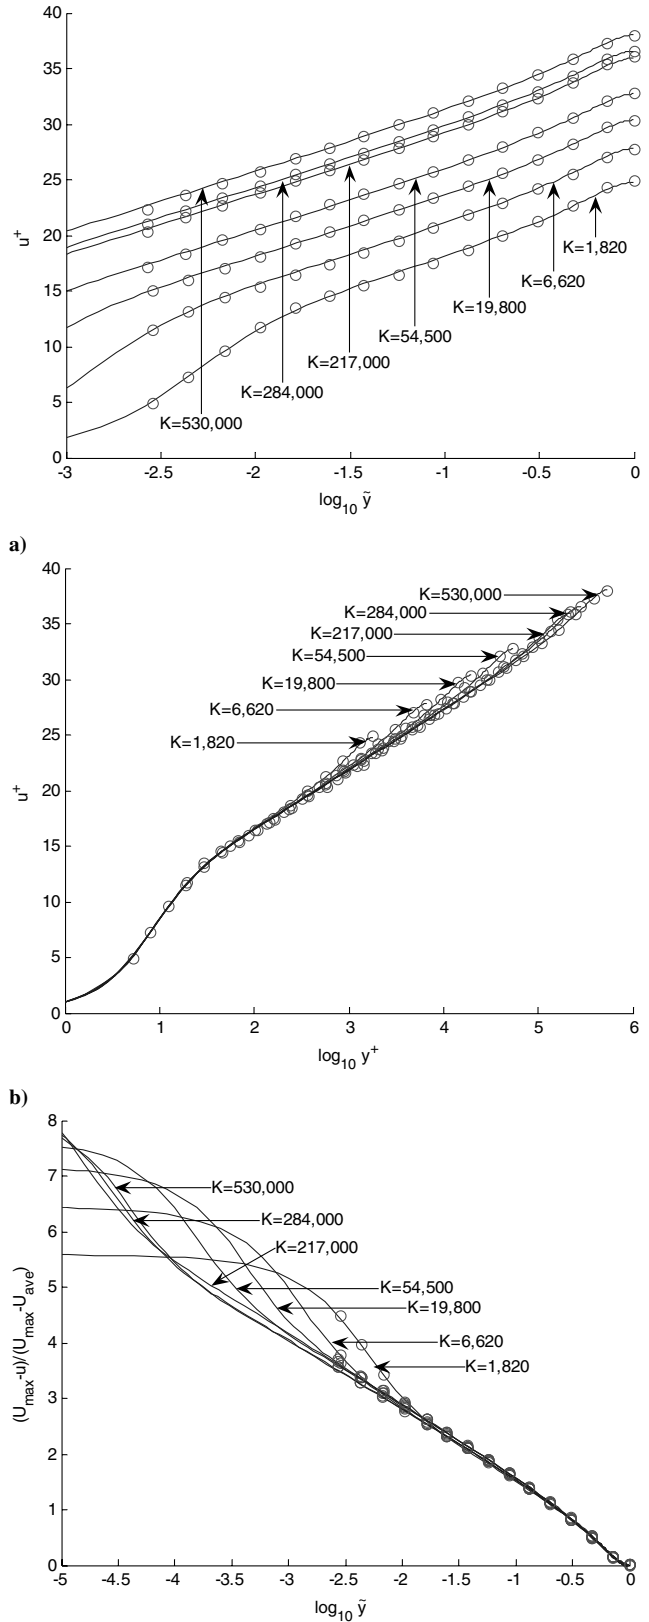 40
35
30
25
20
15
10
5
0
u+
K=1,820
K=6,620
K=19,800
K=54,500
K=217,000
K=284,000
K=530,000
-3 -2.5 -2 -1.5 -1 -0.5 0
log10 ỹ
a)
40
35
30
25
20
15
10
5
0
u+
K=530,000
K=284,000
K=217,000
K=54,500
K=19,800
K=6,620
K=1,820
0 1 2 3 4 5 6
log10 y+
b)
8
7
6
5
4
3
2
1
0
(Umax-u)/(Umax-Uave)
K=530,000
K=284,000
K=217,000
K=54,500
K=19,800
K=6,620
K=1,820
-5 -4.5 -4 -3.5 -3 -2.5 -2 -1.5 -1 -0.5 0
log10 ỹ